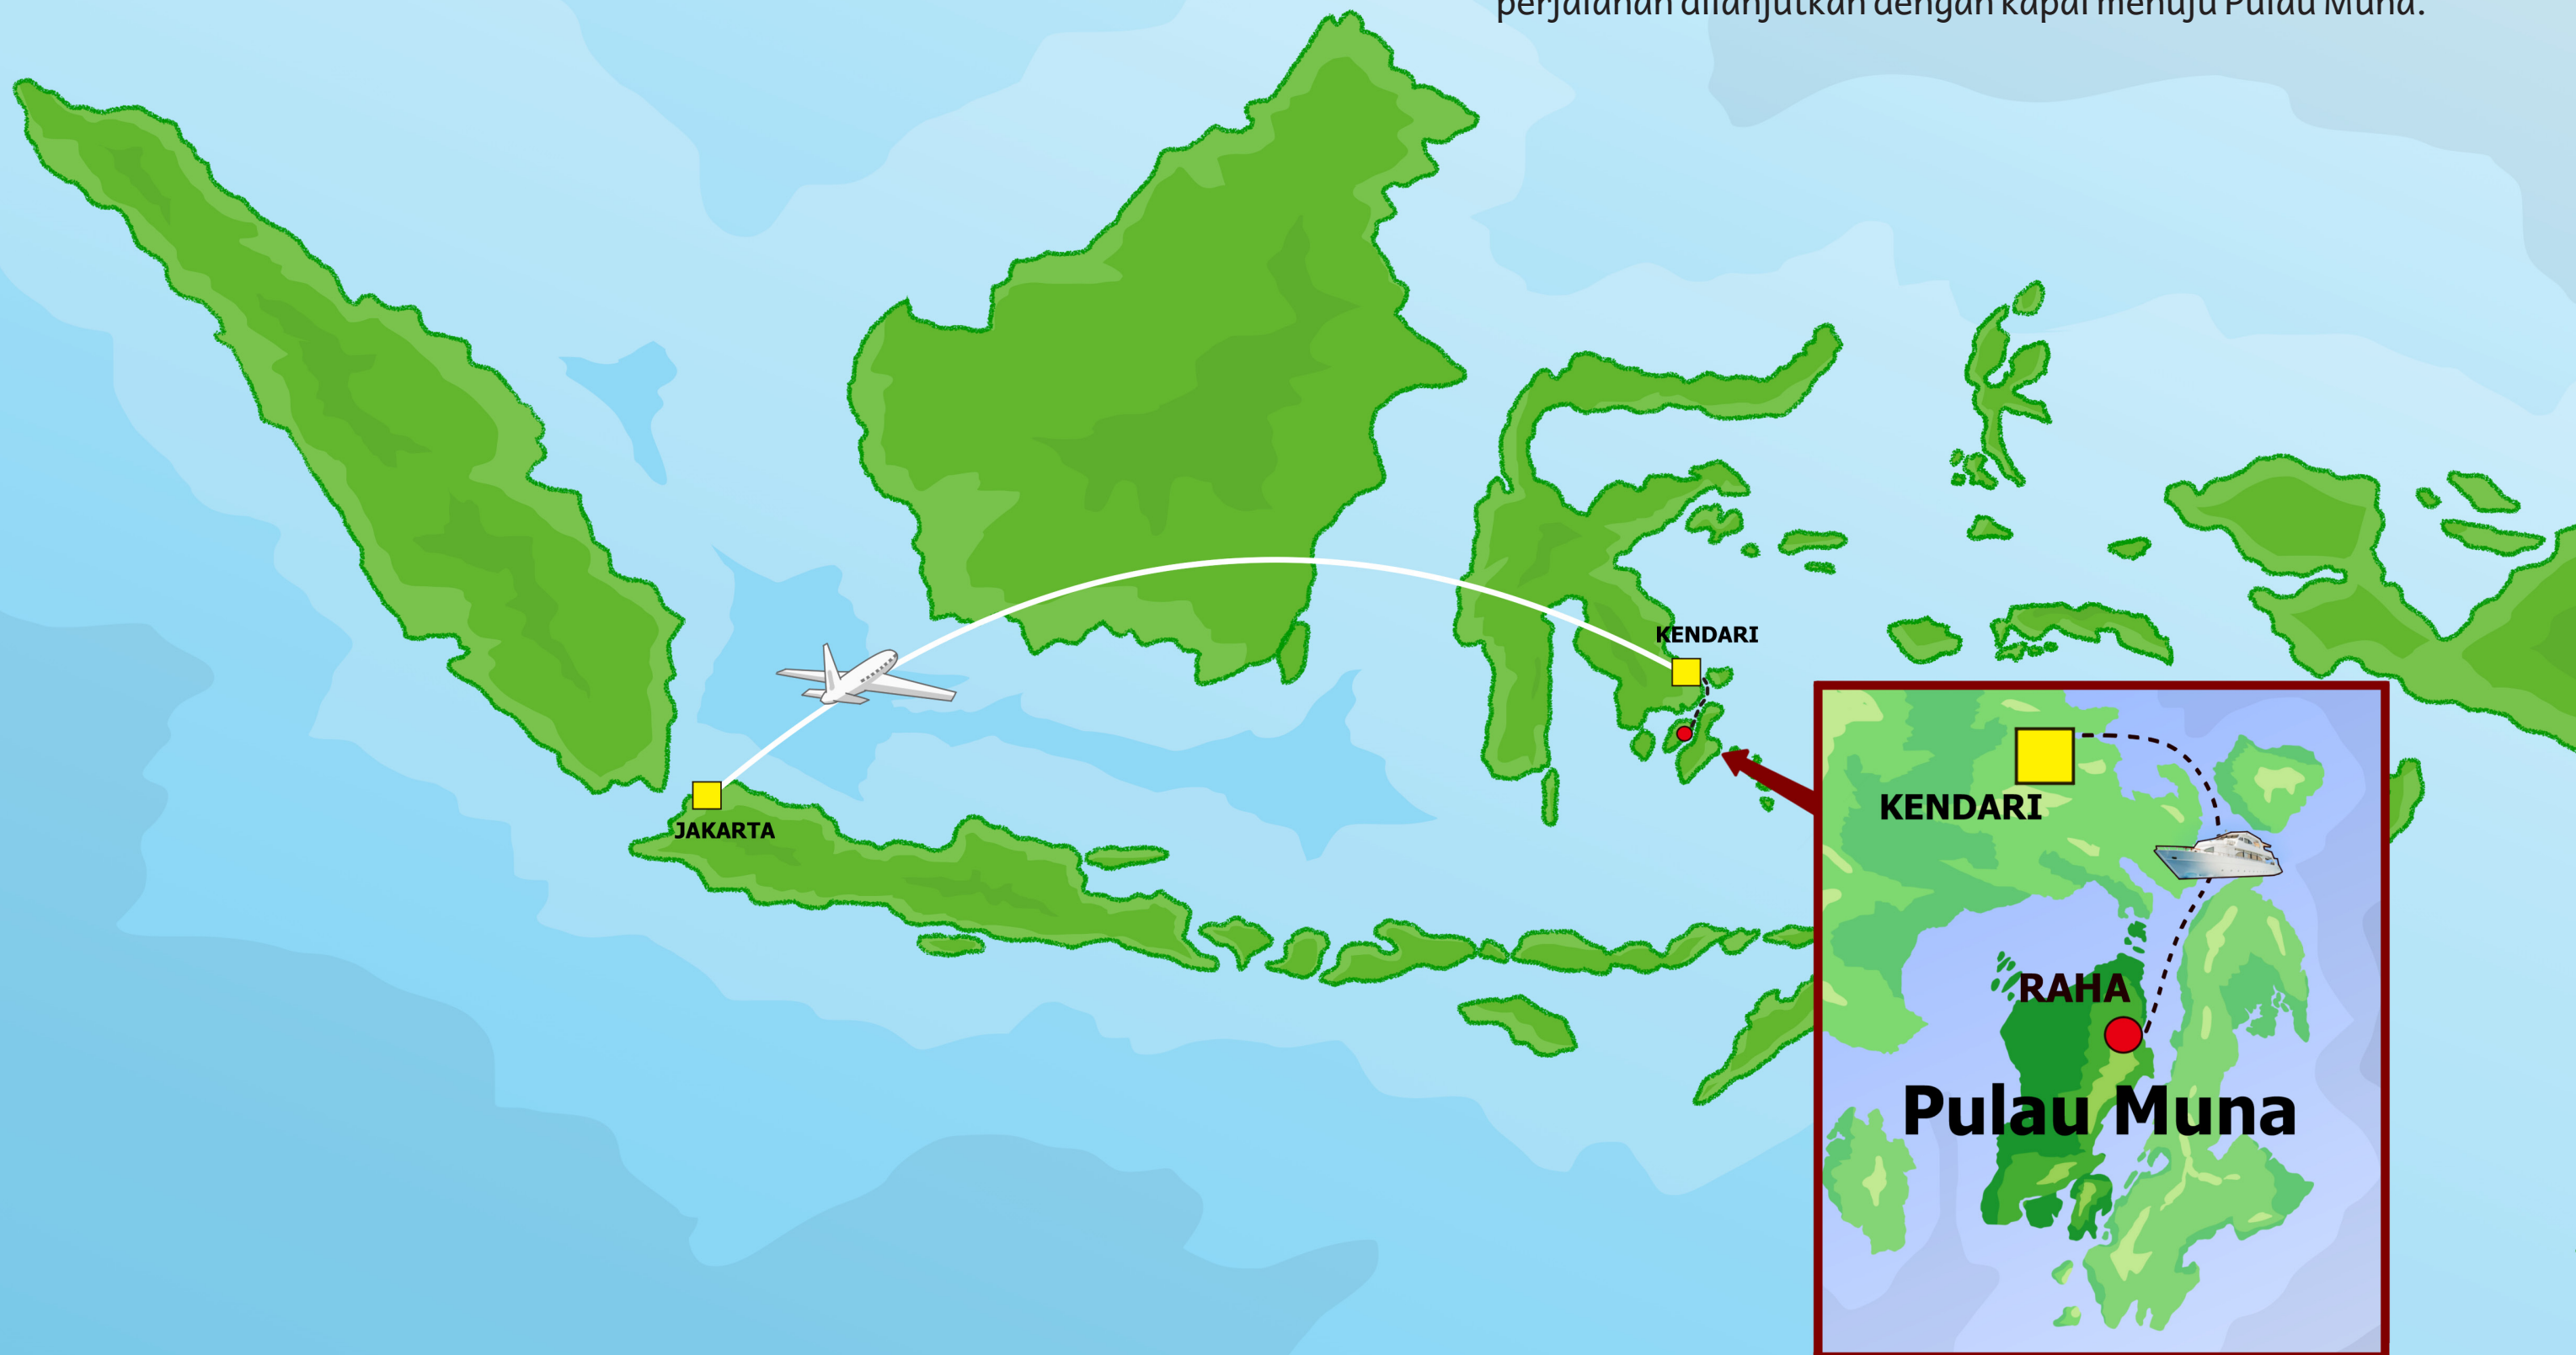 perjalanan dilanjutkan dengan kapal menuju Pulau Muna.
KENDARI
JAKARTA
KENDARI
RAHA
Pulau Muna